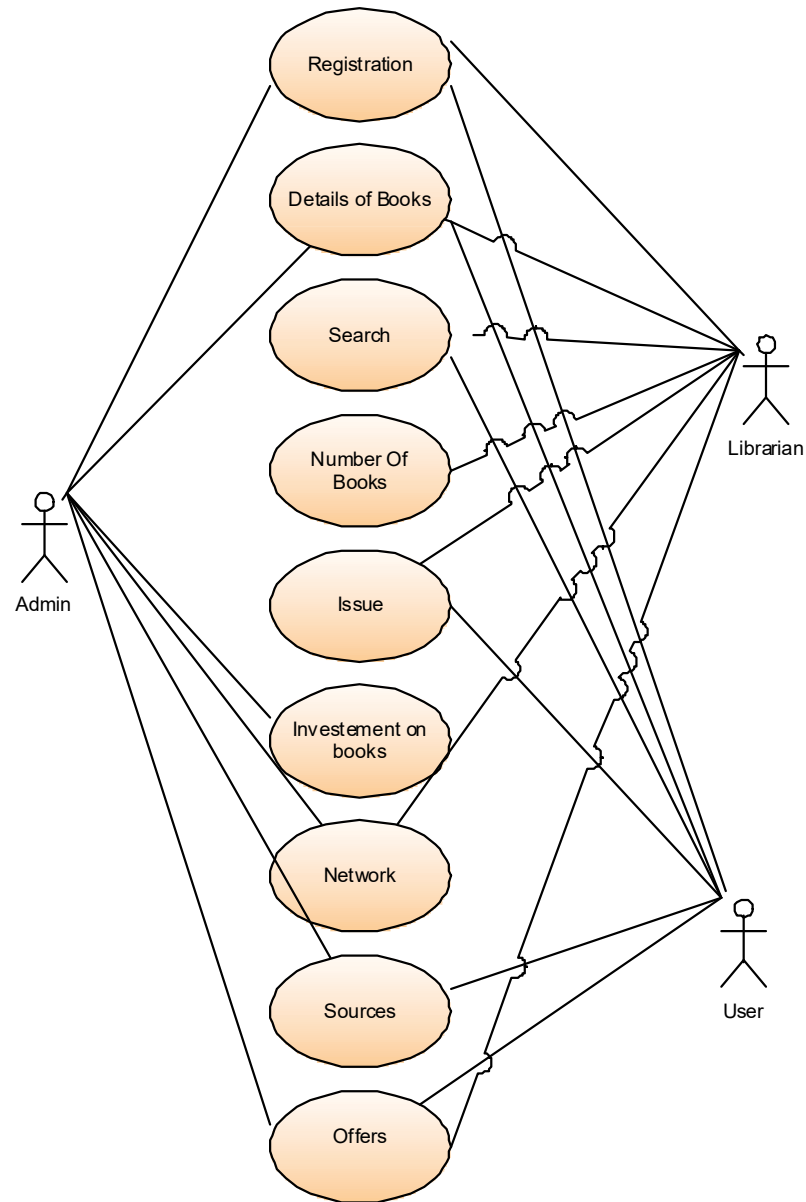 Registration
Details of Books
Search
Number Of
Books
Librarian
Admin
Issue
Investement on
books
Network
Sources
User
Offers